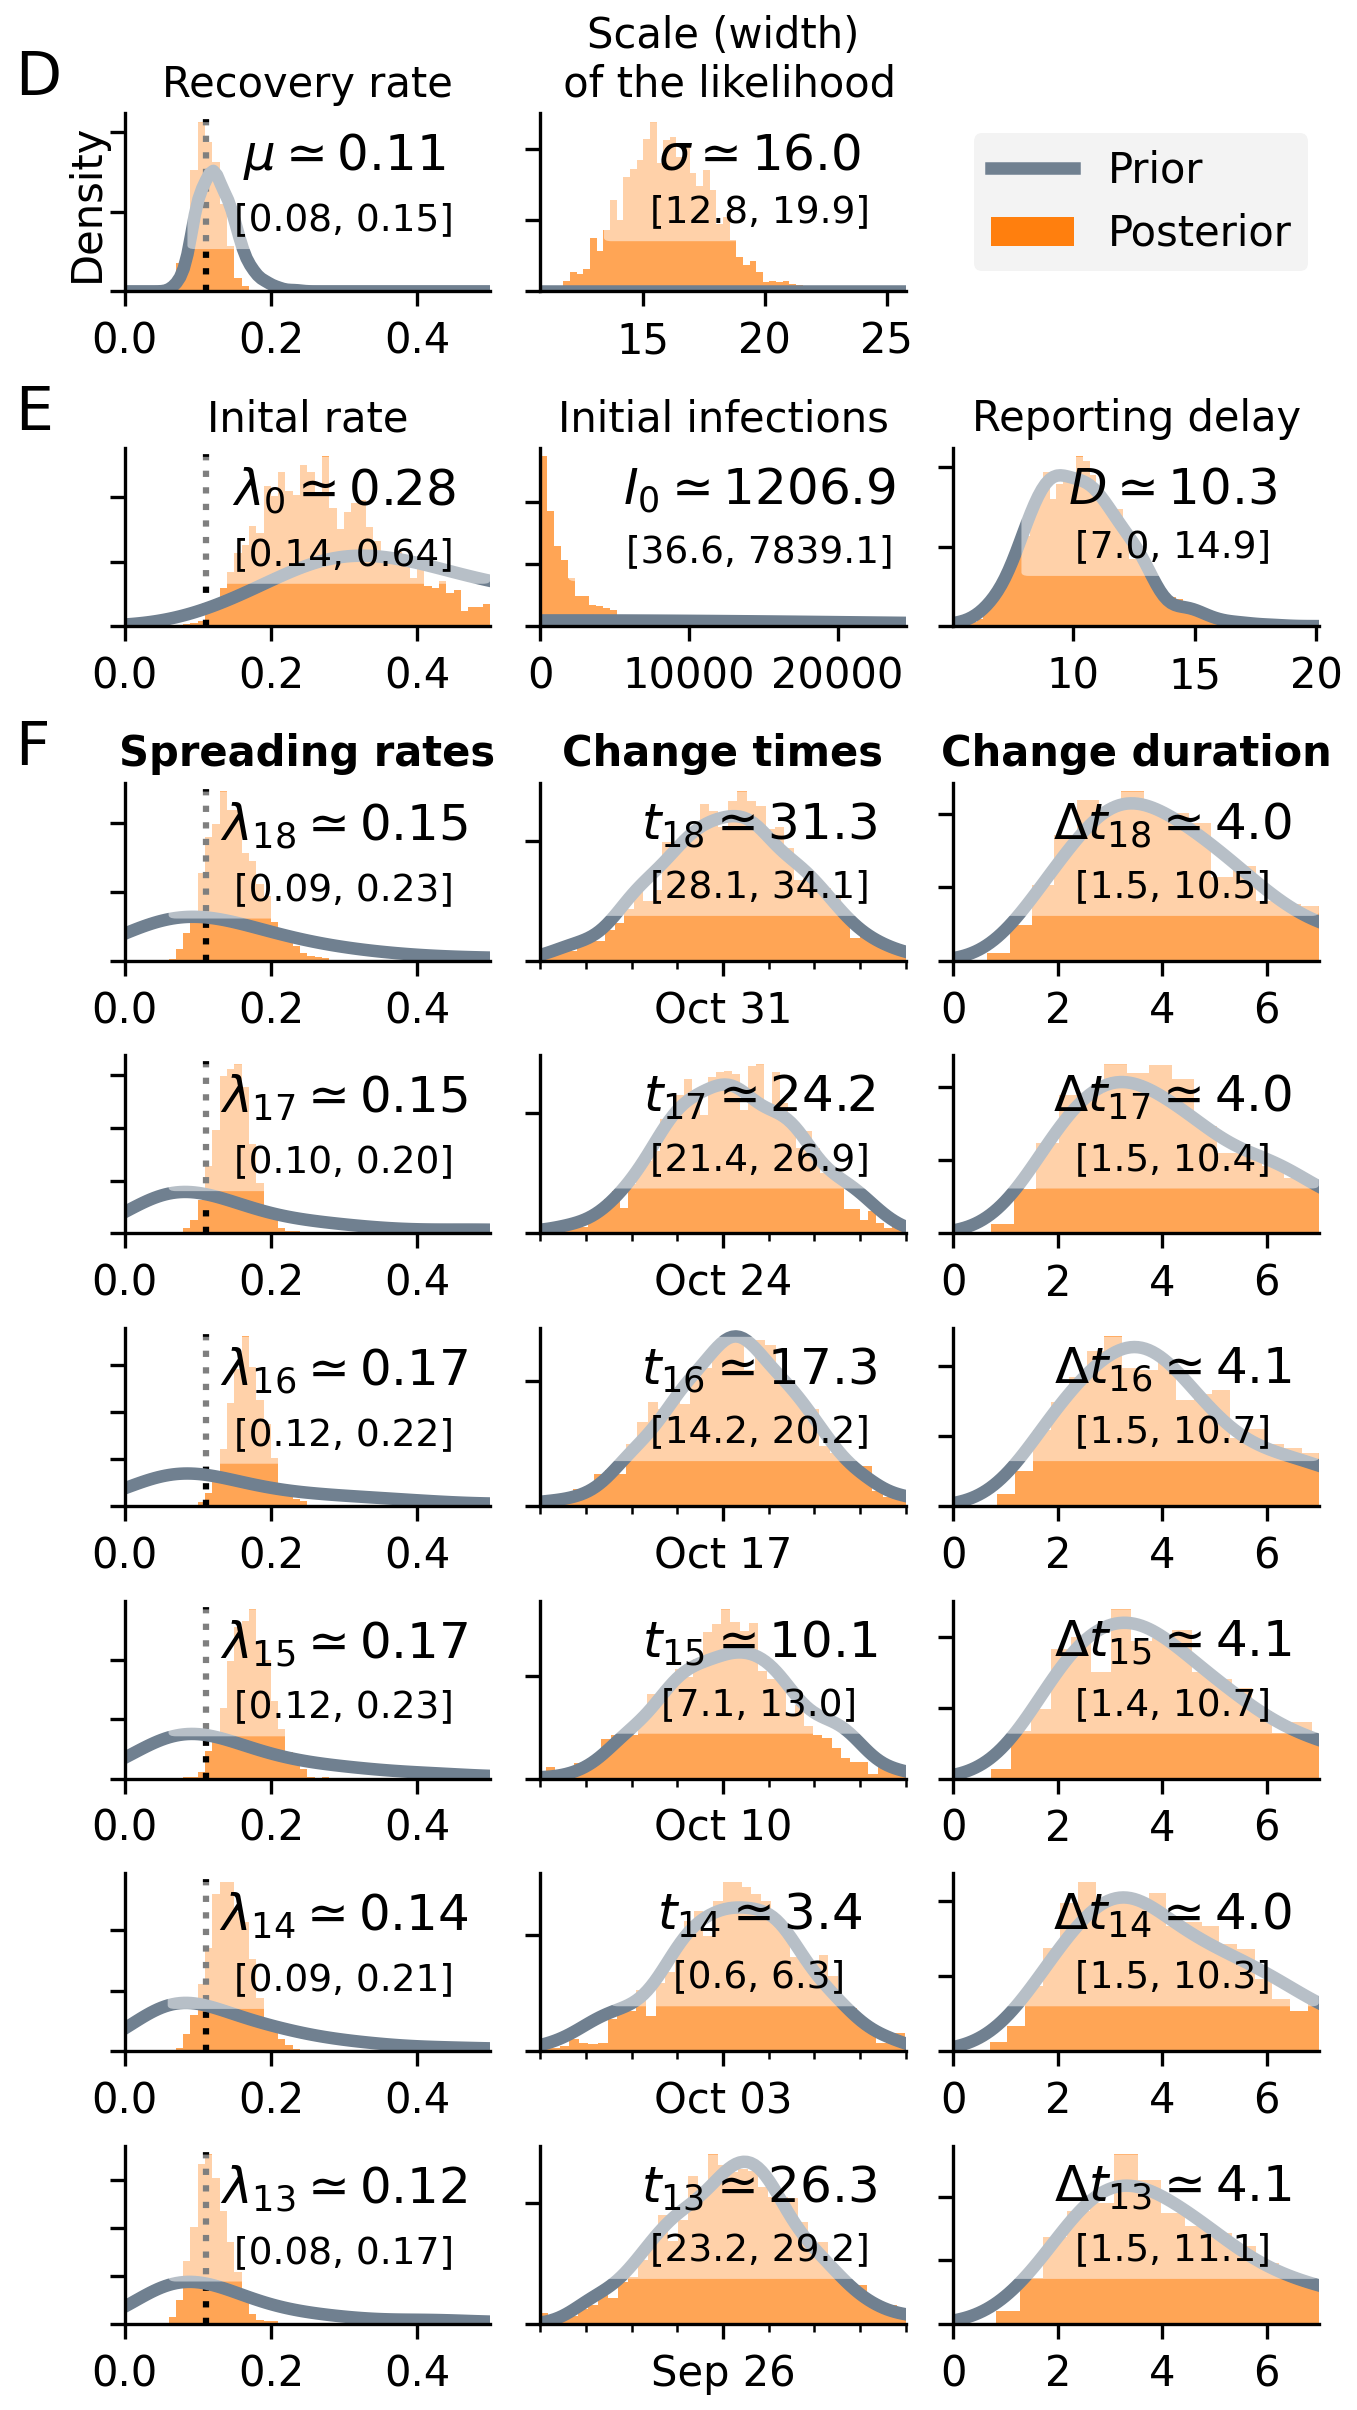 D
Recovery rate
Scale (width)
of the likelihood
Density
μ ≃ 0.11
[0.08, 0.15]
0.0 0.2 0.4
σ ≃ 16.0
[12.8, 19.9]
15 20 25
Prior
Posterior
E
Inital rate
λ0 ≃ 0.28
[0.14, 0.64]
0.0 0.2 0.4
Initial infections
I0 ≃ 1206.9
[36.6, 7839.1]
0 10000 20000
Reporting delay
D ≃ 10.3
[7.0, 14.9]
10 15 20
F
Spreading rates
Change times
Change duration
λ18 ≃ 0.15
[0.09, 0.23]
0.0 0.2 0.4
t18 ≃ 31.3
[28.1, 34.1]
Oct 31
Δt18 ≃ 4.0
[1.5, 10.5]
0 2 4 6
λ17 ≃ 0.15
[0.10, 0.20]
0.0 0.2 0.4
t17 ≃ 24.2
[21.4, 26.9]
Oct 24
Δt17 ≃ 4.0
[1.5, 10.4]
0 2 4 6
λ16 ≃ 0.17
[0.12, 0.22]
0.0 0.2 0.4
t16 ≃ 17.3
[14.2, 20.2]
Oct 17
Δt16 ≃ 4.1
[1.5, 10.7]
0 2 4 6
λ15 ≃ 0.17
[0.12, 0.23]
0.0 0.2 0.4
t15 ≃ 10.1
[7.1, 13.0]
Oct 10
Δt15 ≃ 4.1
[1.4, 10.7]
0 2 4 6
λ14 ≃ 0.14
[0.09, 0.21]
0.0 0.2 0.4
t14 ≃ 3.4
[0.6, 6.3]
Oct 03
Δt14 ≃ 4.0
[1.5, 10.3]
0 2 4 6
λ13 ≃ 0.12
[0.08, 0.17]
0.0 0.2 0.4
t13 ≃ 26.3
[23.2, 29.2]
Sep 26
Δt13 ≃ 4.1
[1.5, 11.1]
0 2 4 6